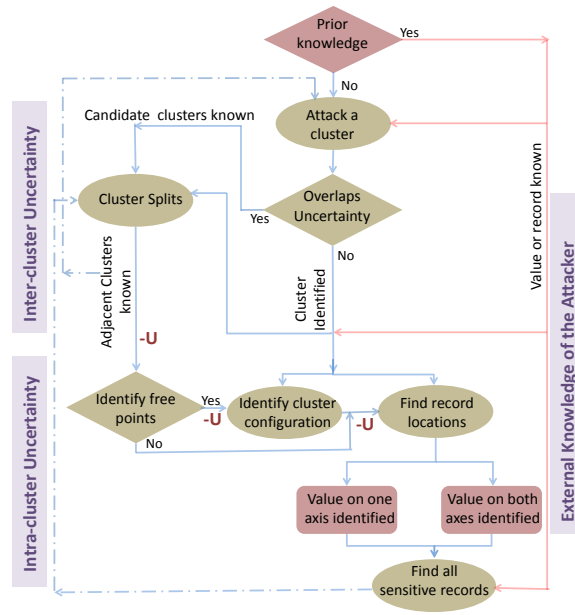 Prior
knowledge
Yes
No
Candidate clusters known
Attack a
cluster
Inter-cluster Uncertainty
Cluster Splits
Yes
Overlaps
Uncertainty
No
Value or record known
External Knowledge of the Attacker
Adjacent Clusters
known
Cluster
Identified
-U
Intra-cluster Uncertainty
Identify free
points
Yes
-U
No
Identify cluster
configuration
-U
Find record
locations
Value on one
axis identified
Value on both
axes identified
Find all
sensitive records